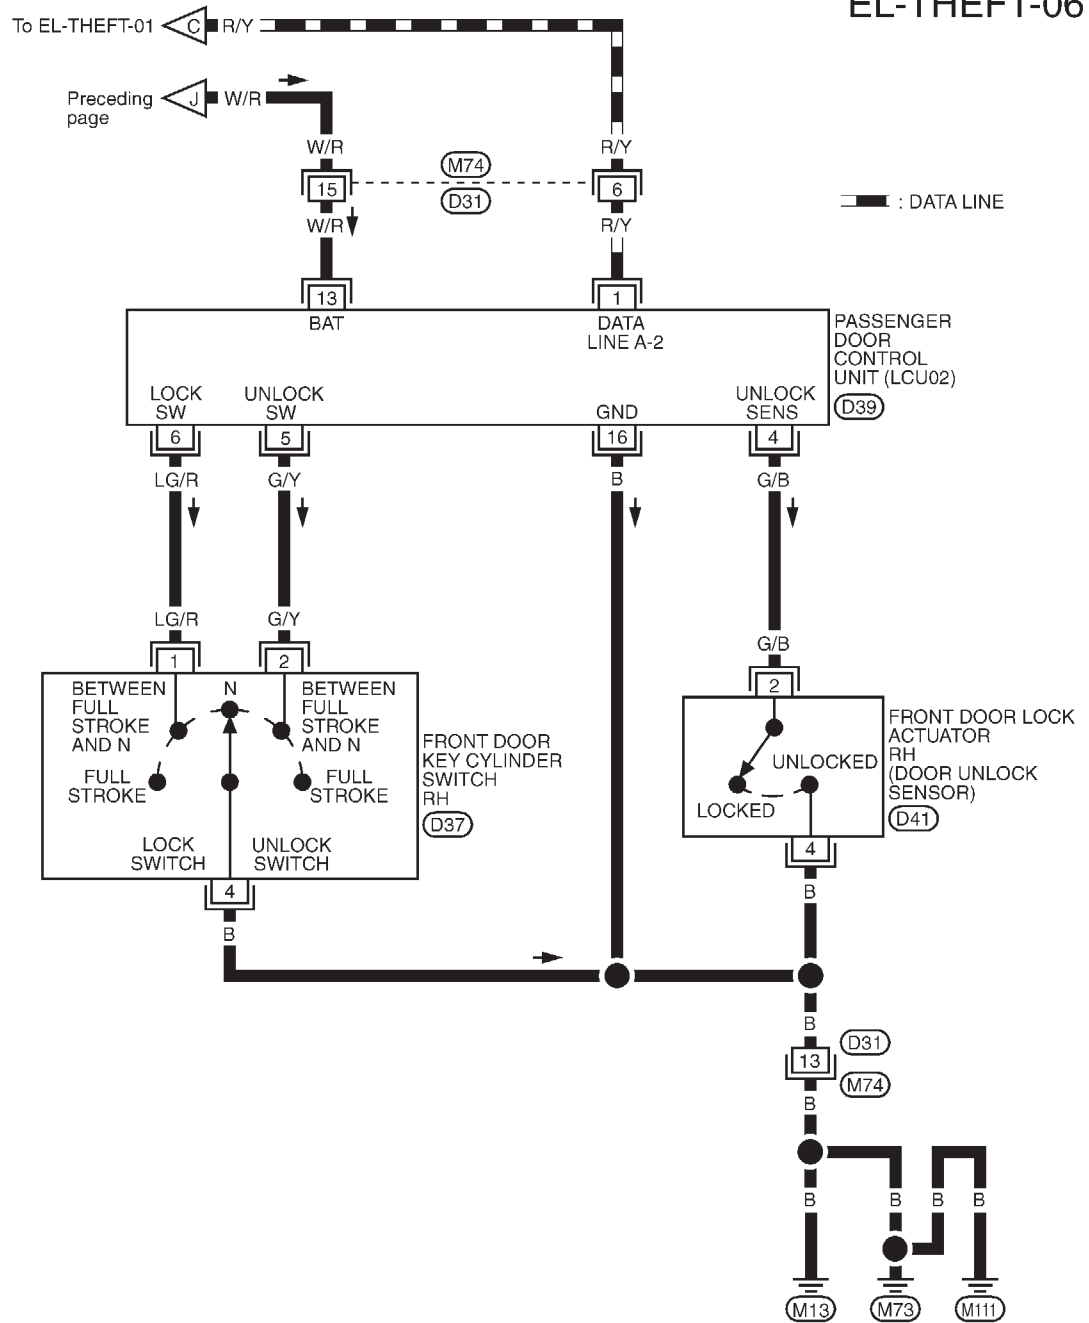 EL-THEFT-06
To EL-THEFT-01 C R/Y
Preceding
page
J W/R
W/R
R/Y
M74
15
6
D31
W/R
R/Y
: DATA LINE
13
1
BAT
DATA
LINE A-2
PASSENGER
DOOR
CONTROL
UNIT (LCU02)
D39
LOCK
SW
UNLOCK
SW
GND
UNLOCK
SENS
6
5
16
4
LG/R
G/Y
B
G/B
LG/R
G/Y
G/B
1
2
2
BETWEEN
FULL
STROKE
AND N
N
BETWEEN
FULL
STROKE
AND N
FULL
STROKE
FULL
STROKE
LOCK
SWITCH
UNLOCK
SWITCH
FRONT DOOR
KEY CYLINDER
SWITCH
RH
D37
UNLOCKED
LOCKED
FRONT DOOR LOCK
ACTUATOR
RH
(DOOR UNLOCK
SENSOR)
D41
4
4
B
B
B
D31
13
M74
B
B
B
B
B
M13
M73
M111